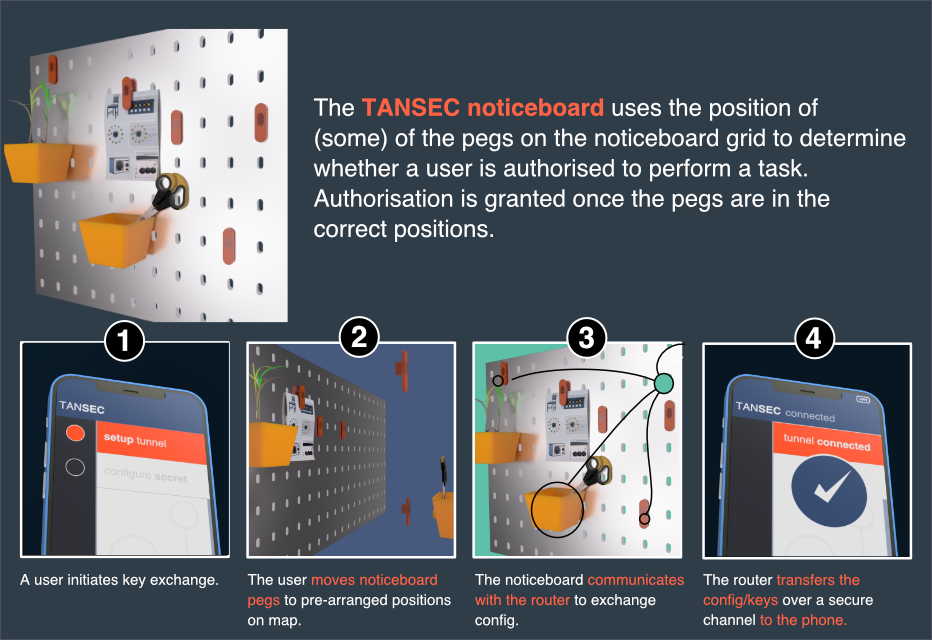 The TANSEC noticeboard uses the position of
(some) of the pegs on the noticeboard grid to determine
whether a user is authorised to perform a task.
Authorisation is granted once the pegs are in the
correct positions.
1
TANSEC
setup tunnel
configure secret
A user initiates key exchange.
2
The user moves noticeboard
pegs to pre-arranged positions
on map.
3
The noticeboard communicates
with the router to exchange
config.
4
TANSEC connected
tunnel connected
The router transfers the
config/keys over a secure
channel to the phone.